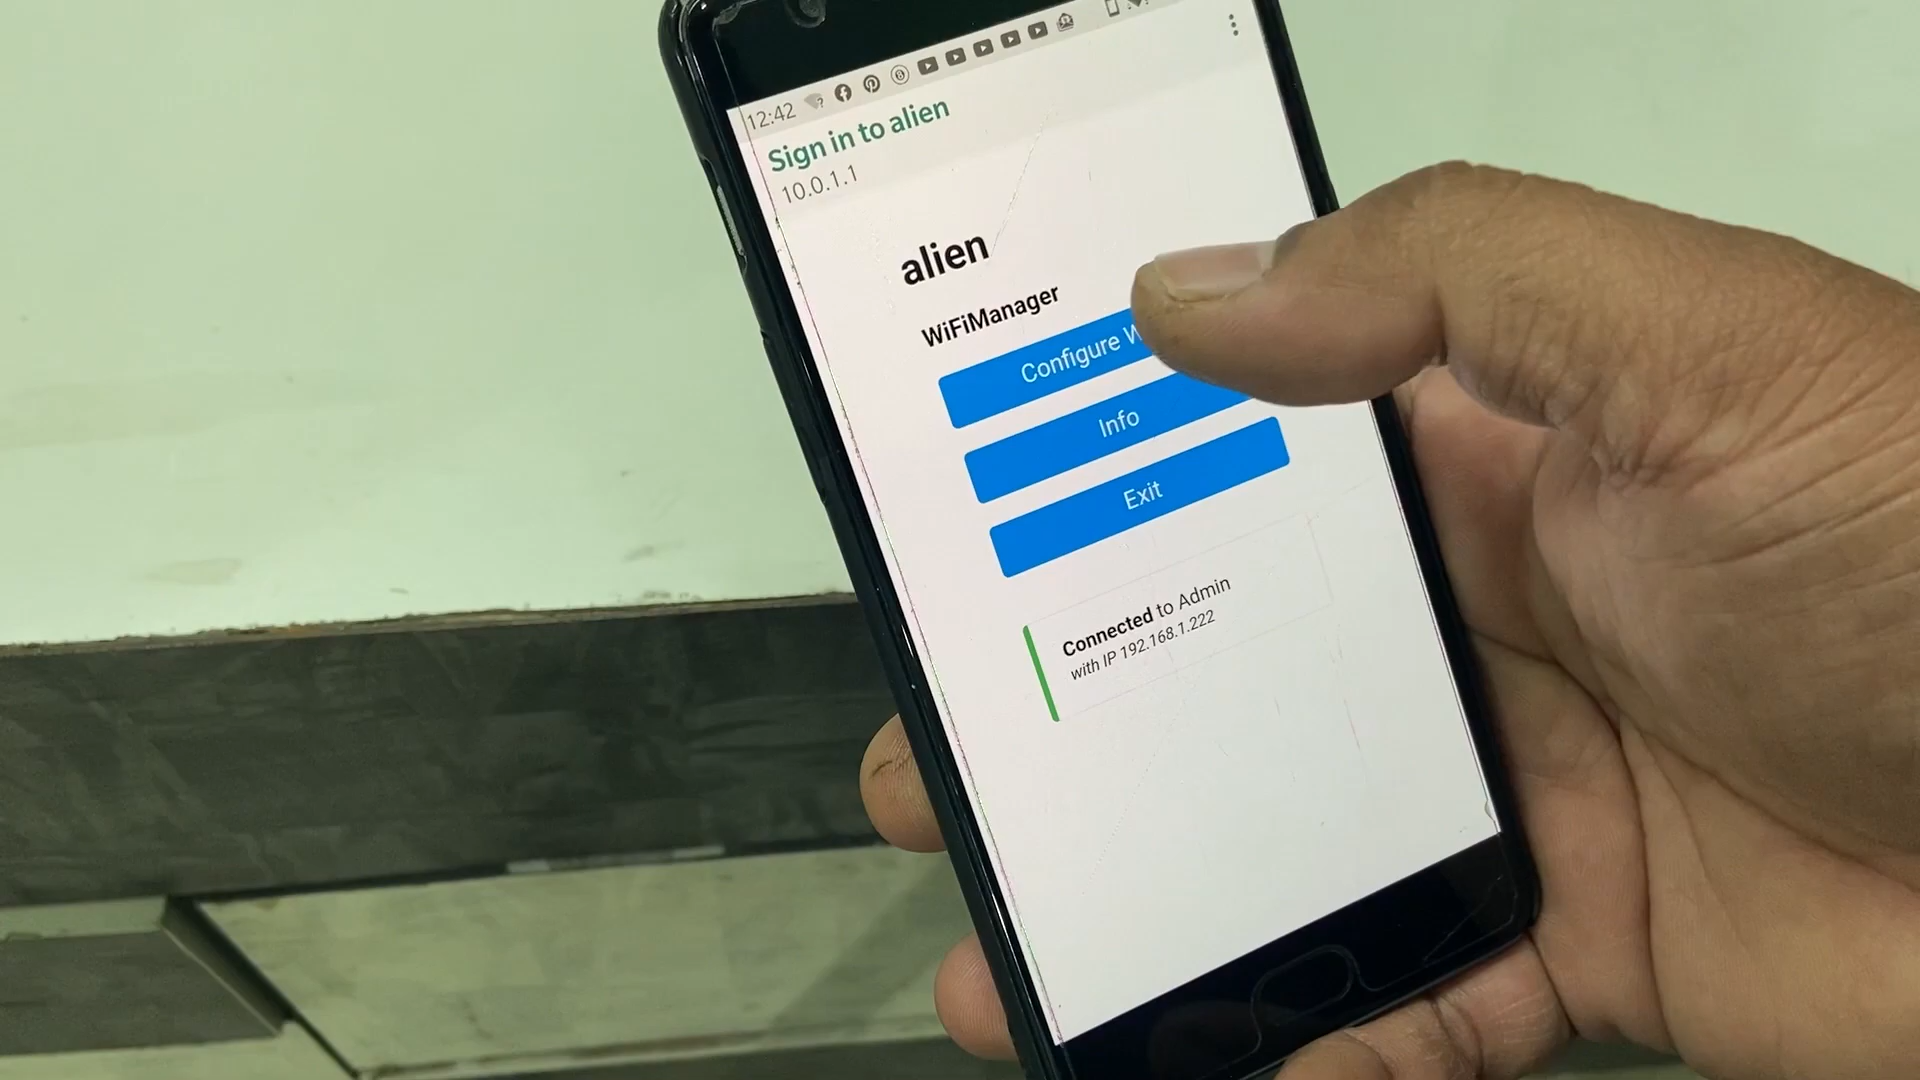 12:42
Sign in to alien
10.0.1.1
alien
WiFiManager
Configure
Info
Exit
Connected to Admin
with IP 192.168.1.222